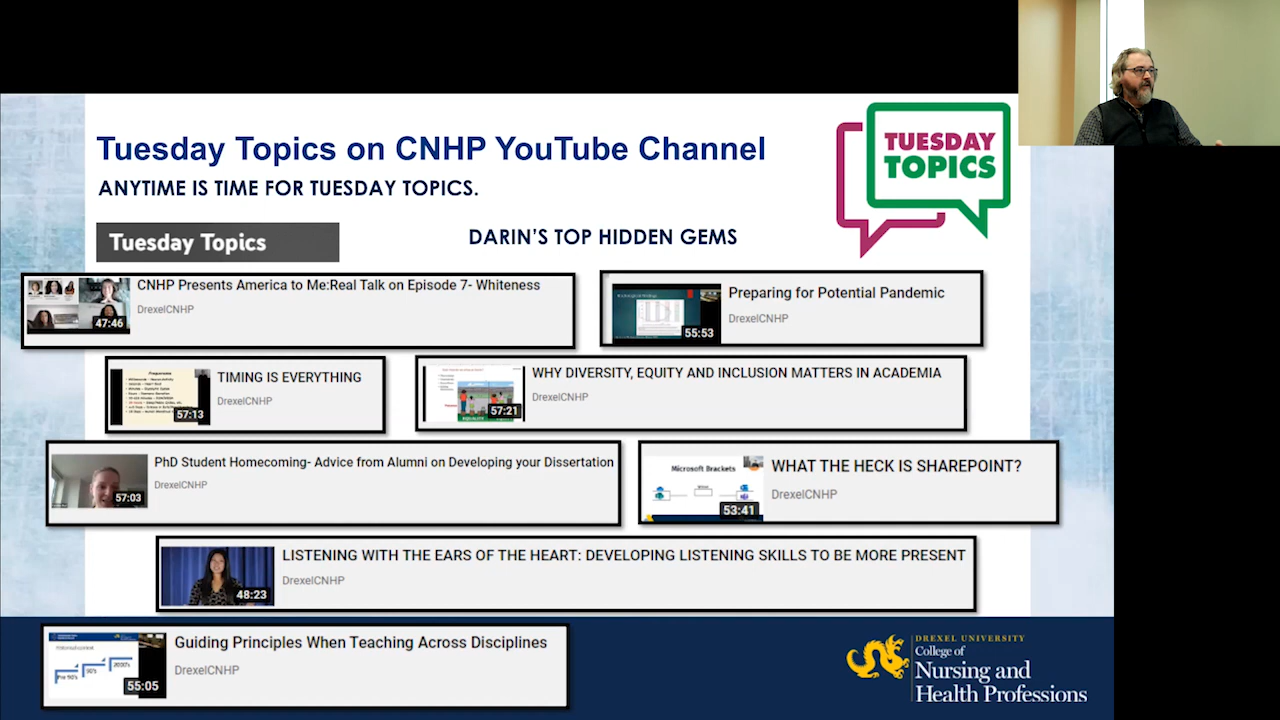 Tuesday Topics on CNHP YouTube Channel
ANYTIME IS TIME FOR TUESDAY TOPICS.
TUESDAY
TOPICS
Tuesday Topics
DARIN'S TOP HIDDEN GEMS
CNHP Presents America to Me:Real Talk on Episode 7- Whiteness
DrexelCNHP
47:46
Preparing for Potential Pandemic
DrexelCNHP
55:53
TIMING IS EVERYTHING
DrexelCNHP
57:13
WHY DIVERSITY, EQUITY AND INCLUSION MATTERS IN ACADEMIA
DrexelCNHP
57:21
PhD Student Homecoming- Advice from Alumni on Developing your Dissertation
DrexelCNHP
57:03
Microsoft Brackets
WHAT THE HECK IS SHAREPOINT?
DrexelCNHP
53:41
LISTENING WITH THE EARS OF THE HEART: DEVELOPING LISTENING SKILLS TO BE MORE PRESENT
DrexelCNHP
48:23
Guiding Principles When Teaching Across Disciplines
DrexelCNHP
Pre 90's
90's
2000's
55:05
DREXEL UNIVERSITY
College of
Nursing and
Health Professions